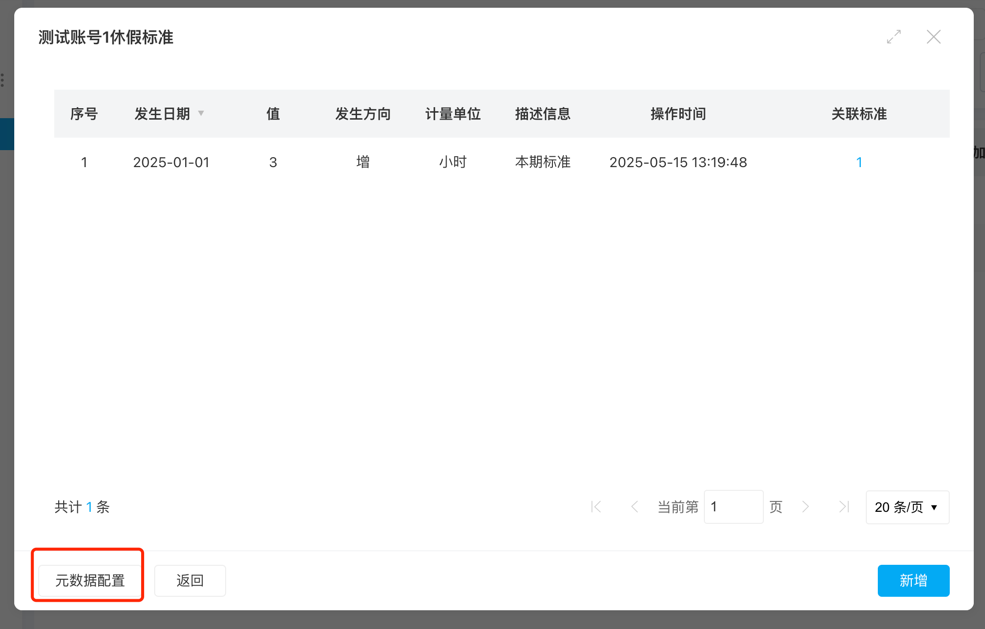 测试账号1休假标准
序号 发生日期 值 发生方向 计量单位 描述信息 操作时间 关联标准
1 2025-01-01 3 增 小时 本期标准 2025-05-15 13:19:48 1
加
共计 1 条 当前第 1 页 20 条/页
元数据配置 返回 新增